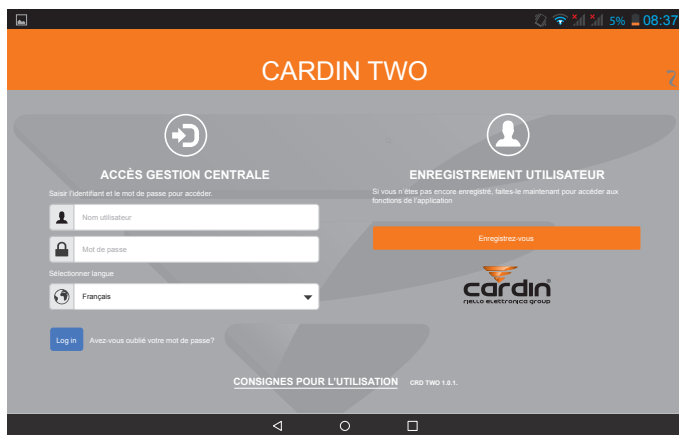 5% 08:37
CARDIN TWO
ACCÈS GESTION CENTRALE
Saisir l'identifiant et le mot de passe pour accéder.
Nom utilisateur
Mot de passe
Sélectionner langue
Français
Log in Avez-vous oublié votre mot de passe?
ENREGISTREMENT UTILISATEUR
Si vous n'êtes pas encore enregistré, faites-le maintenant pour accéder aux
fonctions de l'application
Enregistrez-vous
cardin
riello elettronica group
CONSIGNES POUR L'UTILISATION CRD TWO 1.0.1.